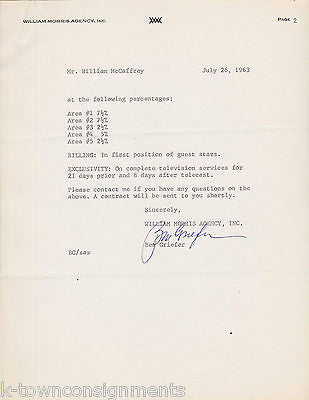 WILLIAM MORRIS AGENCY, INC.
PAGE 2
Mr. William McCaffrey July 26, 1963
at the following percentages:
Area #1 7½%
Area #2 7½%
Area #3 2½%
Area #4 5%
Area #5 2½%
BILLING: In first position of guest stars.
EXCLUSIVITY: On complete television services for
21 days prior and 8 days after telecast.
Please contact me if you have any questions on the
above. A contract will be sent to you shortly.
Sincerely,
WILLIAM MORRIS AGENCY, INC.
Ben Griefer
Ben Griefer
BG/sas
k-townconsignments